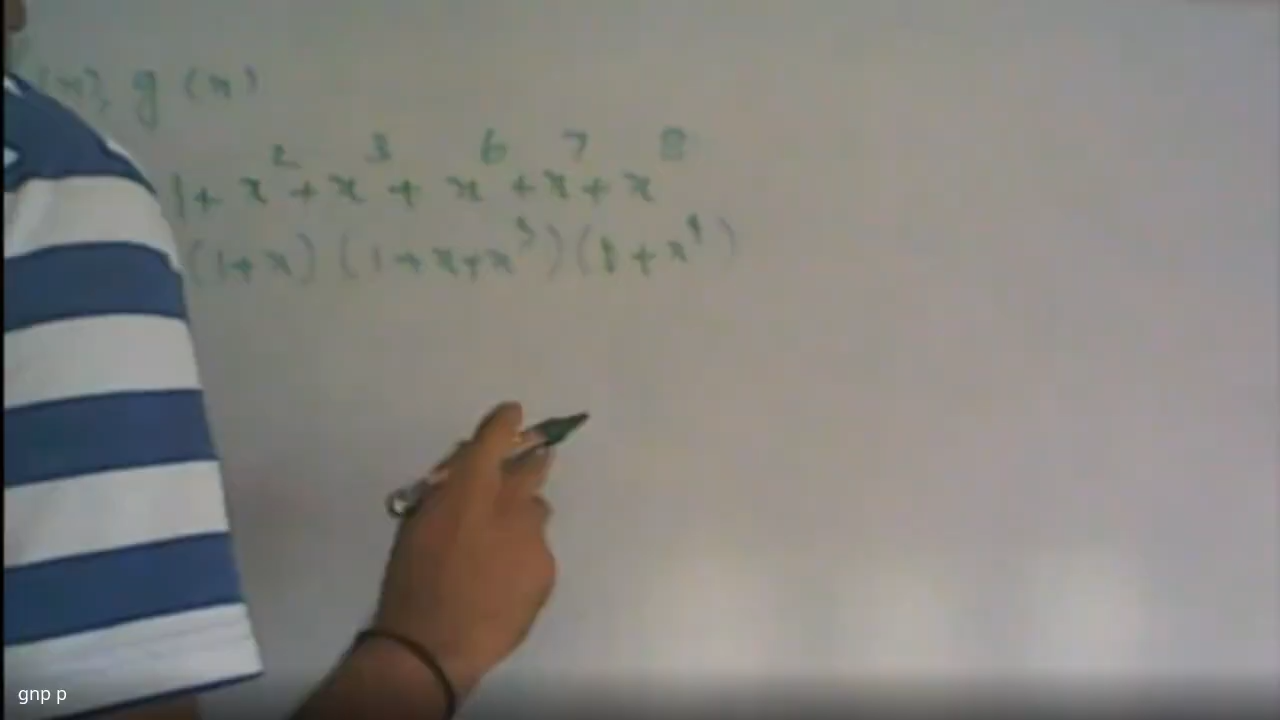 (x) g(x)
1 + x² + x³ + x⁶ + x⁷ + x⁸
(1+x) (1+x+x³) (1+x⁴)
gnp p